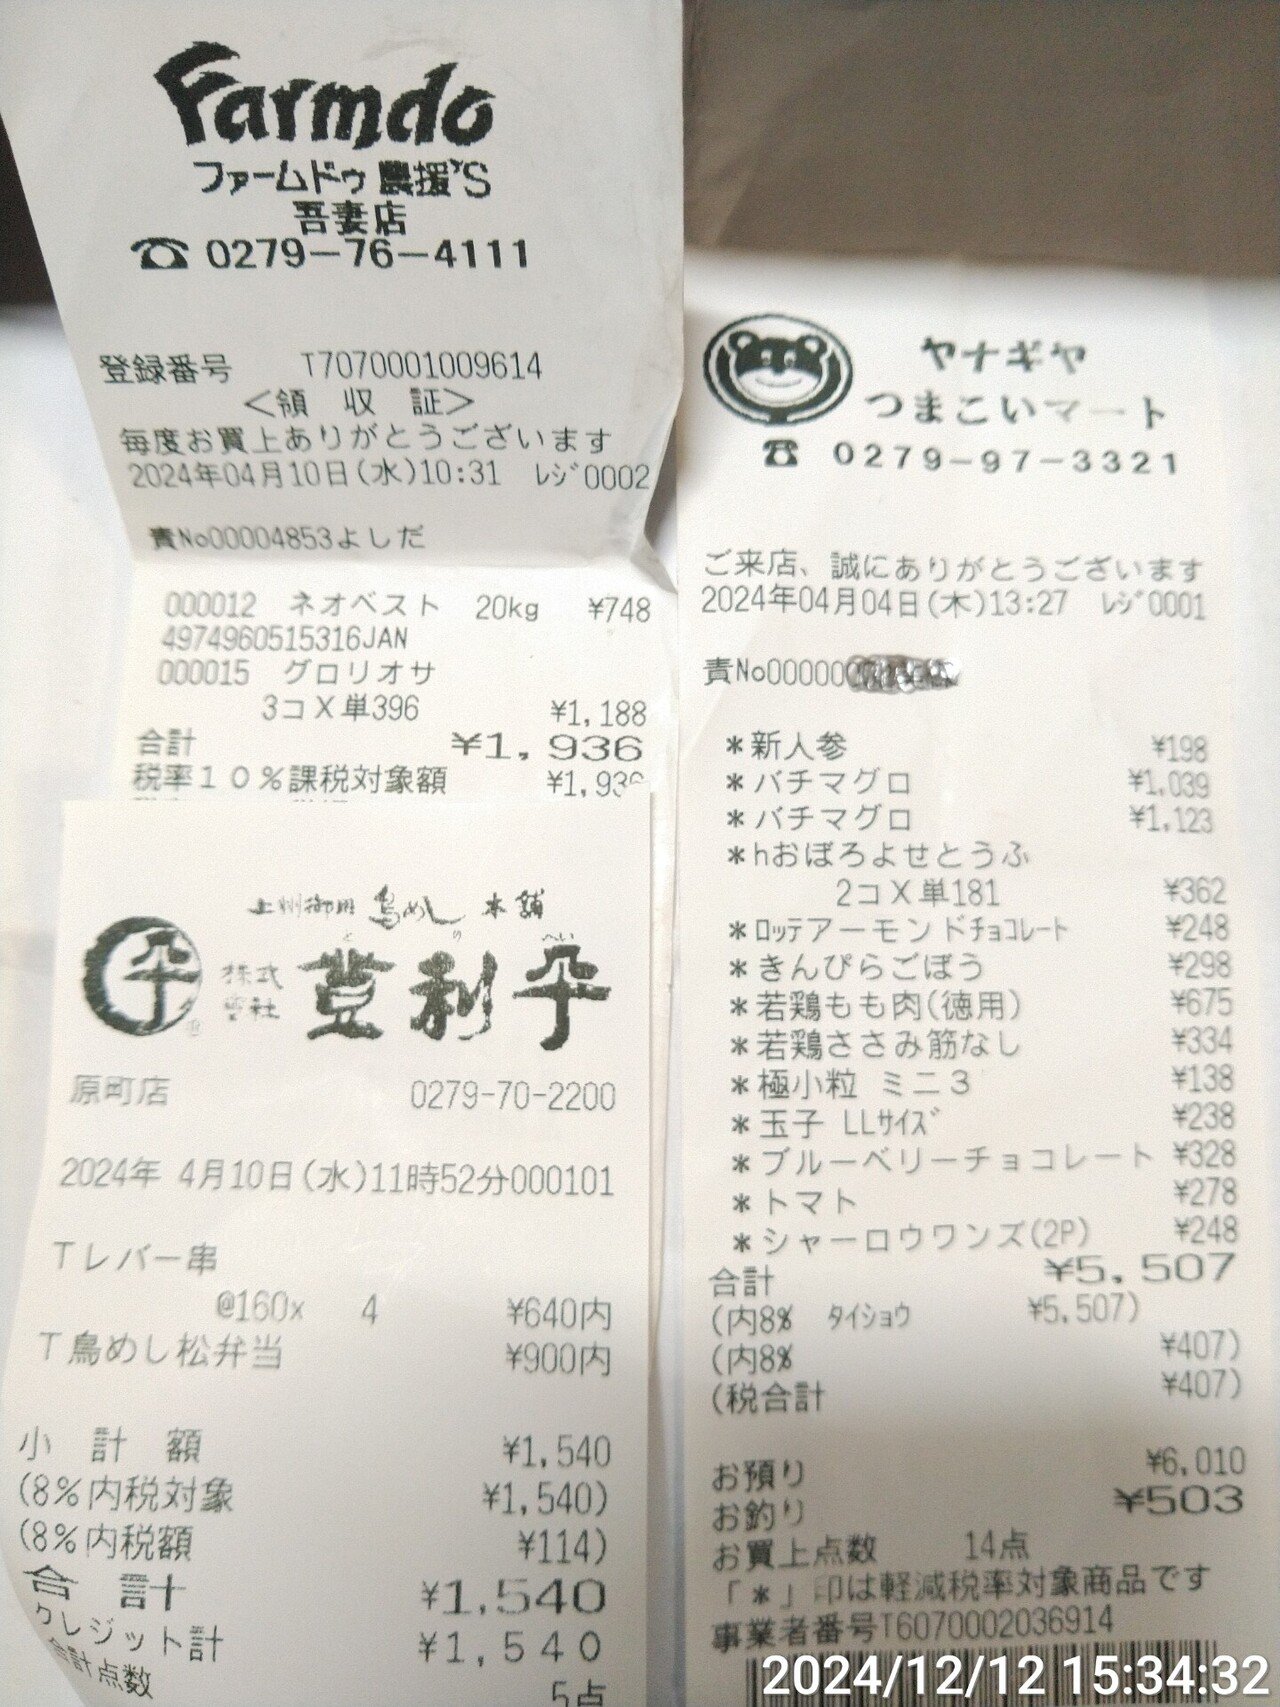 Farmdo
ファームドゥ 農援'S
吾妻店
☎ 0279-76-4111
登録番号 T7070001009614
<領 収 証>
毎度お買上ありがとうございます
2024年04月10日(水)10:31 ﾚｼﾞ0002
責No00004853よしだ
000012 ネオベスト 20kg ¥748
4974960515316JAN
000015 グロリオサ
3コX単396 ¥1,188
合計 ¥1,936
税率10%課税対象額
上州御用 鳥めし 本舗
株式会社 登利平
と の へい
原町店 0279-70-2200
2024年 4月10日(水)11時52分000101
Tレバー串
@160x 4 ¥640内
T鳥めし松弁当 ¥900内
小 計 額 ¥1,540
(8%内税対象 ¥1,540)
(8%内税額 ¥114)
合 計 ¥1,540
クレジット計 ¥1,540
合計点数 5点
ヤナギヤ
つまこいマート
☎ 0279-97-3321
ご来店、誠にありがとうございます
2024年04月04日(木)13:27 ﾚｼﾞ0001
責No00000
*新人参 ¥198
*バチマグロ ¥1,039
*バチマグロ ¥1,123
*hおぼろよせとうふ
2コX単181 ¥362
*ﾛｯﾃアーモンドﾁｮｺﾚｰﾄ ¥248
*きんぴらごぼう ¥298
*若鶏もも肉(徳用) ¥675
*若鶏ささみ筋なし ¥334
*極小粒 ミニ3 ¥138
*玉子 LLｻｲｽﾞ ¥238
*ブルーベリーチョコレート ¥328
*トマト ¥278
*シャーロウワンズ(2P) ¥248
合計 ¥5,507
(内8% ﾀｲｼｮｳ ¥5,507)
(内8% ¥407)
(税合計 ¥407)
お預り ¥6,010
お釣り ¥503
お買上点数 14点
「*」印は軽減税率対象商品です
事業者番号T6070002036914
2024/12/12 15:34:32